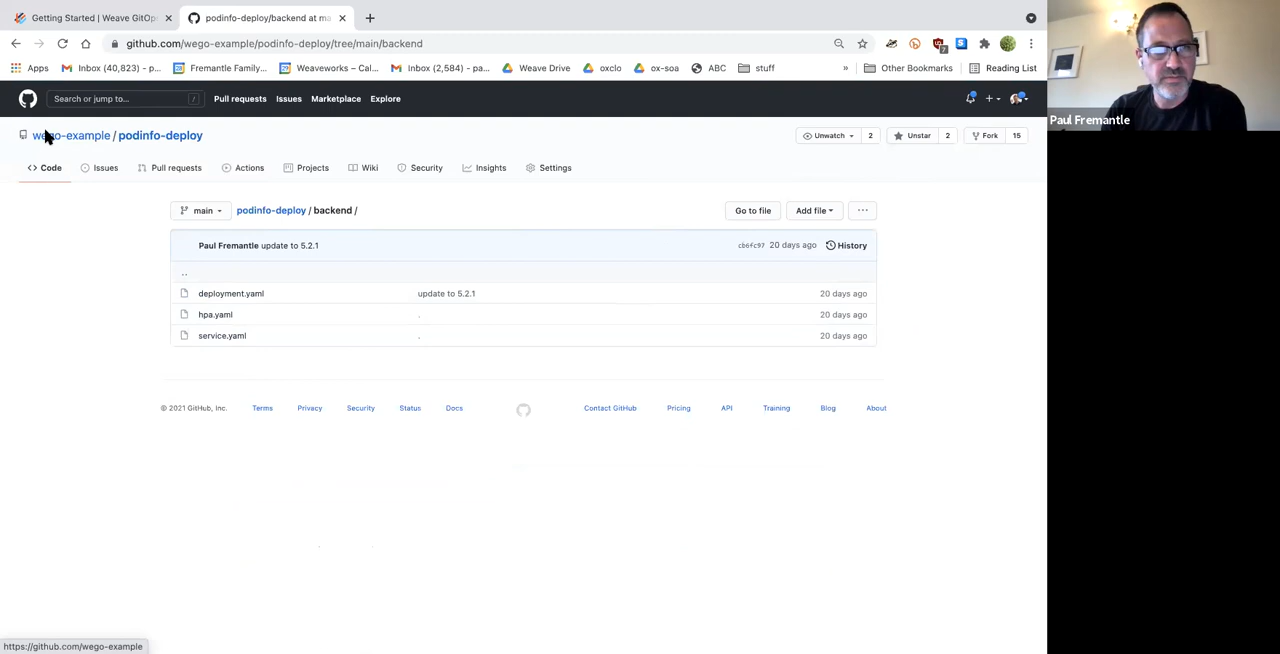 Getting Started | Weave GitOp
podinfo-deploy/backend at ma
github.com/wego-example/podinfo-deploy/tree/main/backend
7
Apps
Inbox (40,823) – p...
Fremantle Family...
Weaveworks – Cal...
Inbox (2,584) – pa...
Weave Drive
oxclo
ox-soa
ABC
stuff
»
Other Bookmarks
Reading List
Search or jump to...
/
Pull requests
Issues
Marketplace
Explore
Paul Fremantle
wego-example / podinfo-deploy
Unwatch 2
Unstar 2
Fork 15
Code
Issues
Pull requests
Actions
Projects
Wiki
Security
Insights
Settings
main
podinfo-deploy / backend /
Go to file
Add file
...
Paul Fremantle update to 5.2.1
cb6fc97 20 days ago
History
..
deployment.yaml update to 5.2.1 20 days ago
hpa.yaml . 20 days ago
service.yaml . 20 days ago
© 2021 GitHub, Inc.
Terms
Privacy
Security
Status
Docs
Contact GitHub
Pricing
API
Training
Blog
About
https://github.com/wego-example